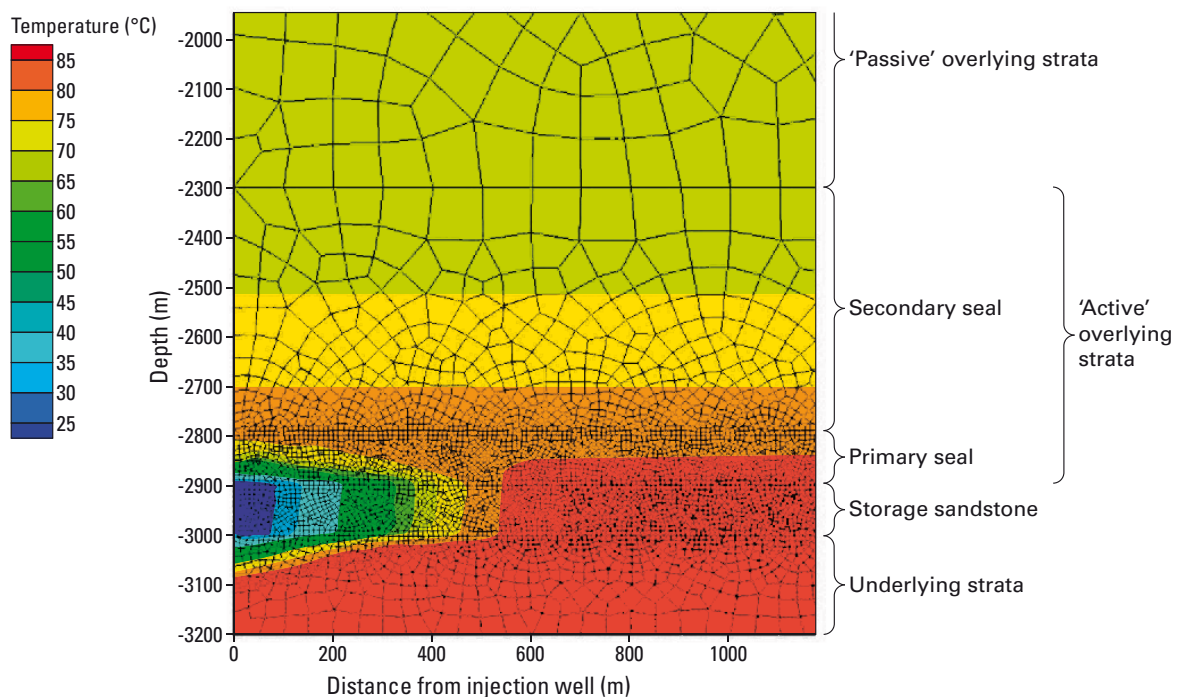 Temperature (°C)
85
80
75
70
65
60
55
50
45
40
35
30
25
Depth (m)
-2000
-2100
-2200
-2300
-2400
-2500
-2600
-2700
-2800
-2900
-3000
-3100
-3200
0
200
400
600
800
1000
Distance from injection well (m)
‘Passive’ overlying strata
Secondary seal
‘Active’
overlying
strata
Primary seal
Storage sandstone
Underlying strata